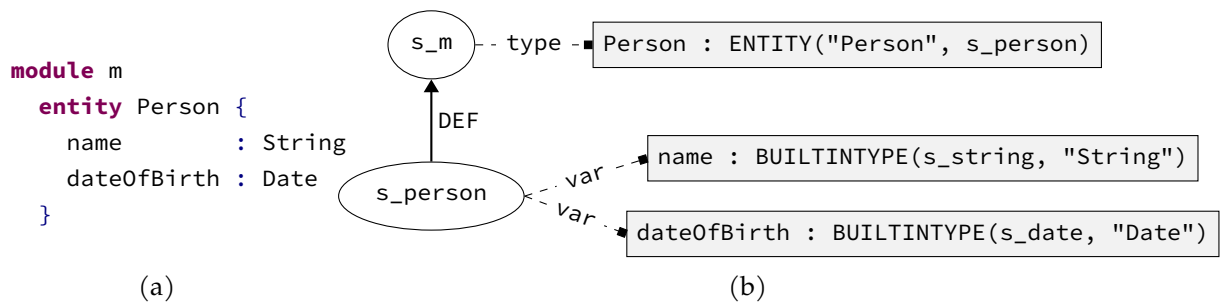 module m
entity Person {
name : String
dateOfBirth : Date
}
(a)
s_m
type
Person : ENTITY("Person", s_person)
DEF
s_person
var
name : BUILTINTYPE(s_string, "String")
var
dateOfBirth : BUILTINTYPE(s_date, "Date")
(b)